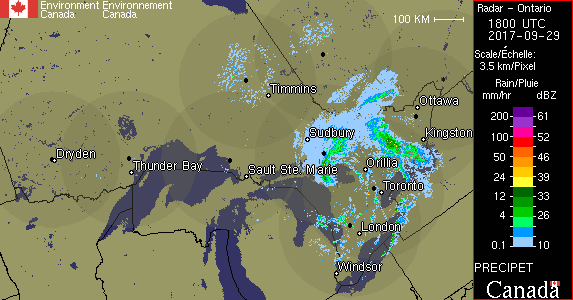 Environment Environnement
Canada Canada
100 KM
Timmins
Ottawa
Sudbury
Kingston
Dryden
Thunder Bay
Sault Ste. Marie
Orillia
Toronto
London
Windsor
Radar - Ontario
1800 UTC
2017-09-29
Scale/Échelle:
3.5 km/Pixel
Rain/Pluie
mm/hr dBZ
200 61
100 52
50 46
24 39
12 33
4 26
0.1 10
PRECIPET
Canada